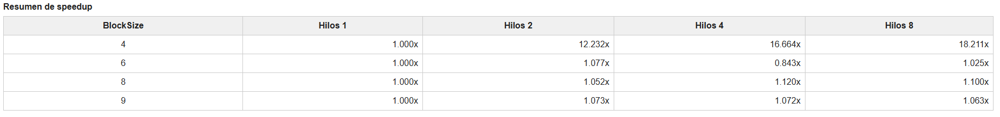 Resumen de speedup
BlockSize Hilos 1 Hilos 2 Hilos 4 Hilos 8
4 1.000x 12.232x 16.664x 18.211x
6 1.000x 1.077x 0.843x 1.025x
8 1.000x 1.052x 1.120x 1.100x
9 1.000x 1.073x 1.072x 1.063x